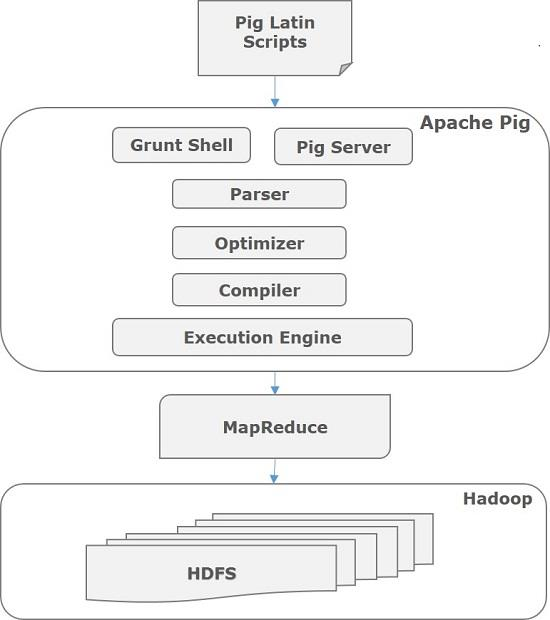 Pig Latin
Scripts
Apache Pig
Grunt Shell
Pig Server
Parser
Optimizer
Compiler
Execution Engine
MapReduce
Hadoop
HDFS